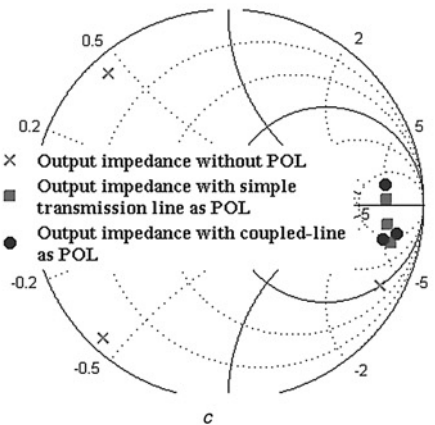 0.5
2
0.2
5
× Output impedance without POL
Output impedance with simple
transmission line as POL
5
Output impedance with coupled-line
as POL
-0.2
-5
-0.5
-2
c